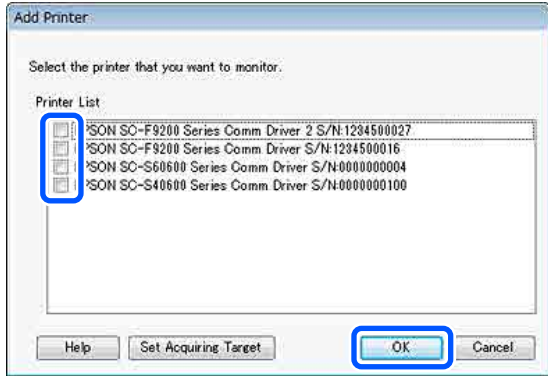 Add Printer
Select the printer that you want to monitor.
Printer List
PSON SC-F9200 Series Comm Driver 2 S/N:1234500027
PSON SC-F9200 Series Comm Driver S/N:1234500016
PSON SC-S60600 Series Comm Driver S/N:0000000004
PSON SC-S40600 Series Comm Driver S/N:0000000100
Help Set Acquiring Target OK Cancel